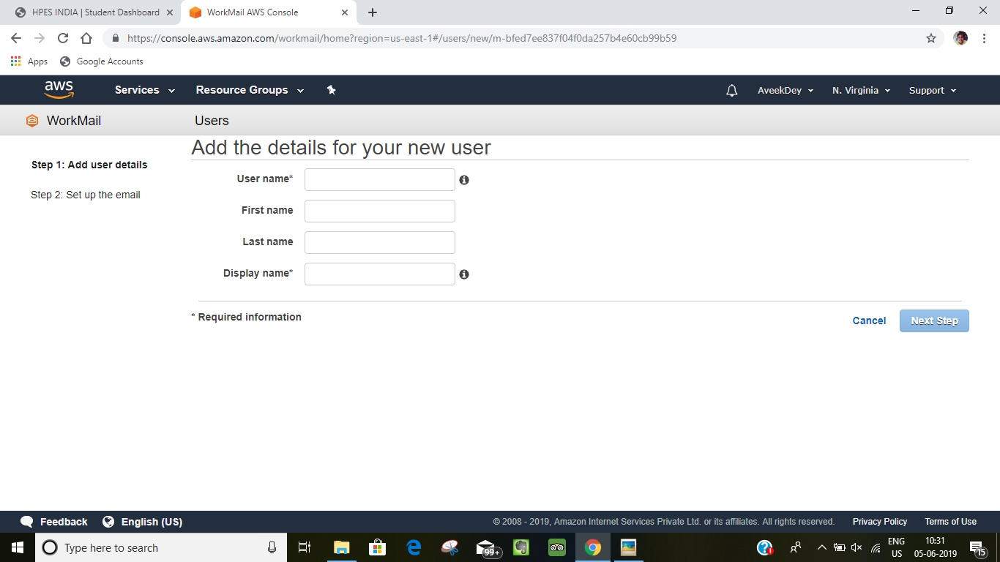 HPES INDIA | Student Dashboard
WorkMail AWS Console
https://console.aws.amazon.com/workmail/home?region=us-east-1#/users/new/m-bfed7ee837f04f0da257b4e60cb99b59
Apps
Google Accounts
aws
Services
Resource Groups
AveekDey
N. Virginia
Support
WorkMail
Users
Add the details for your new user
Step 1: Add user details
Step 2: Set up the email
User name*
First name
Last name
Display name*
* Required information
Cancel
Next Step
Feedback
English (US)
© 2008 - 2019, Amazon Internet Services Private Ltd. or its affiliates. All rights reserved.
Privacy Policy
Terms of Use
Type here to search
99+
ENG
US
10:31
05-06-2019
15